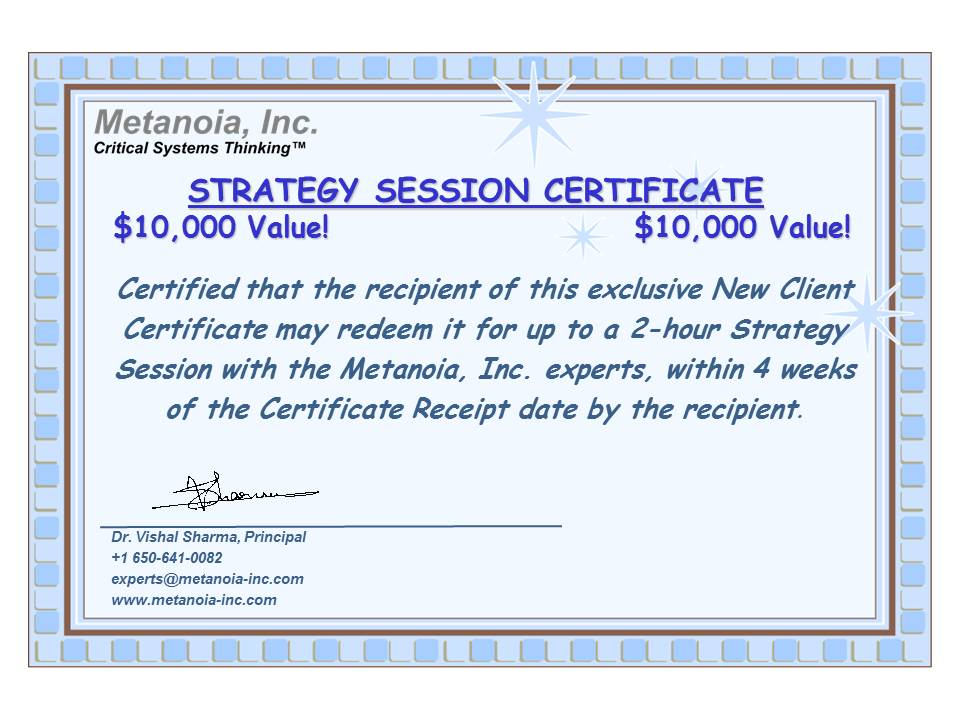 Metanoia, Inc.
Critical Systems Thinking™
STRATEGY SESSION CERTIFICATE
$10,000 Value! $10,000 Value!
Certified that the recipient of this exclusive New Client
Certificate may redeem it for up to a 2-hour Strategy
Session with the Metanoia, Inc. experts, within 4 weeks
of the Certificate Receipt date by the recipient.
Dr. Vishal Sharma, Principal
+1 650-641-0082
experts@metanoia-inc.com
www.metanoia-inc.com